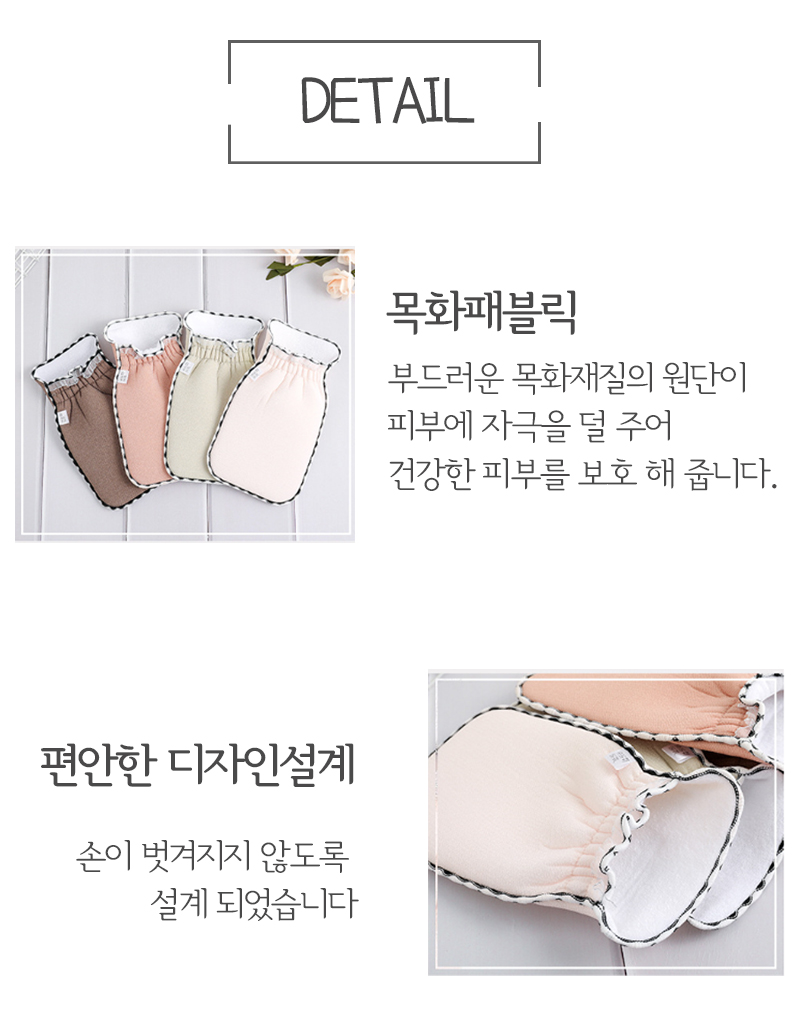 DETAIL
목화패블릭
부드러운 목화재질의 원단이
피부에 자극을 덜 주어
건강한 피부를 보호 해 줍니다.
편안한 디자인설계
손이 벗겨지지 않도록
설계 되었습니다